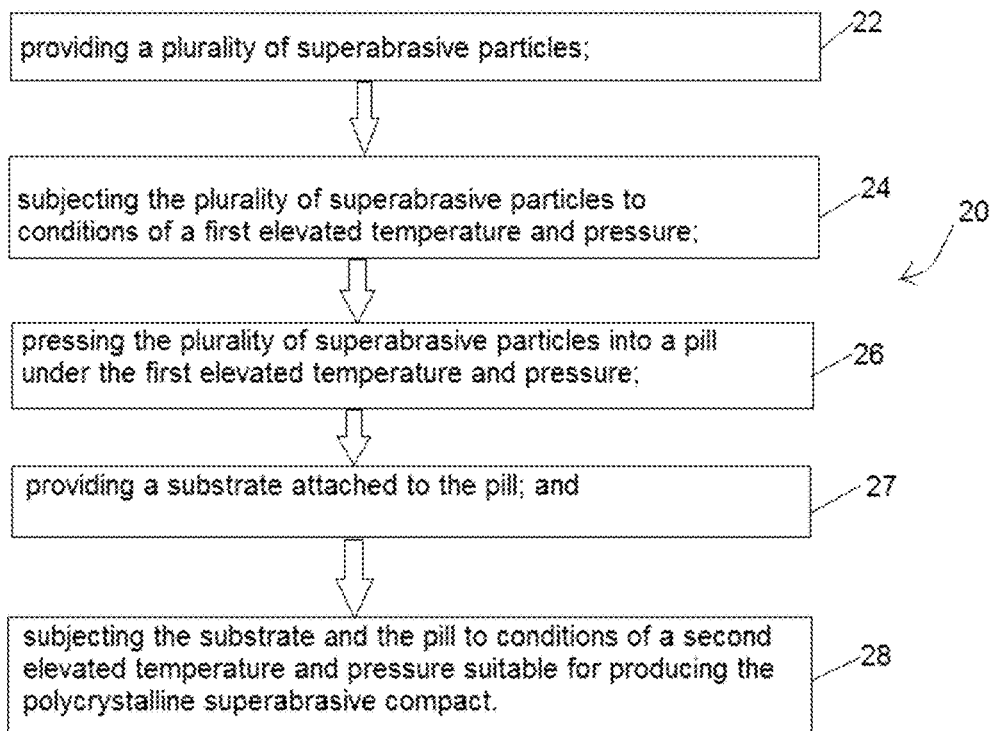 providing a plurality of superabrasive particles;
22
subjecting the plurality of superabrasive particles to
conditions of a first elevated temperature and pressure;
24
20
pressing the plurality of superabrasive particles into a pill
under the first elevated temperature and pressure;
26
providing a substrate attached to the pill; and
27
subjecting the substrate and the pill to conditions of a second
elevated temperature and pressure suitable for producing the
polycrystalline superabrasive compact.
28